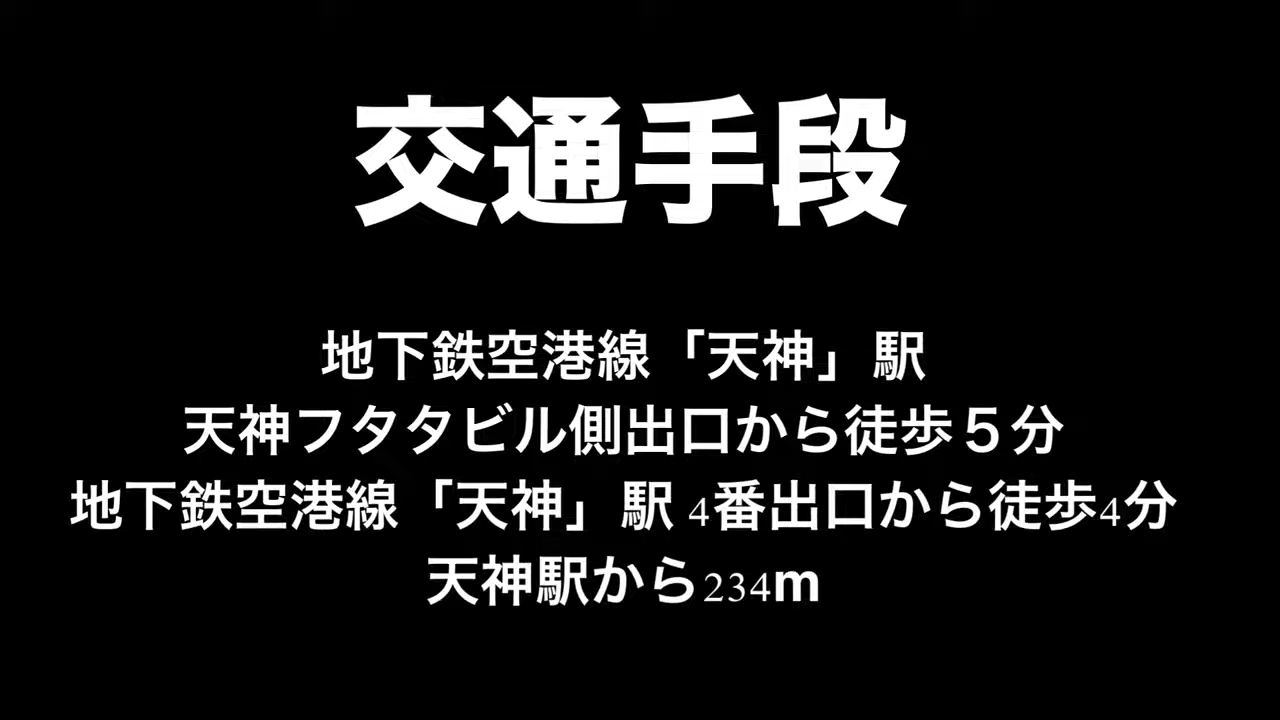 交通手段
地下鉄空港線「天神」駅
天神フタタビル側出口から徒歩５分
地下鉄空港線「天神」駅 4番出口から徒歩4分
天神駅から234m